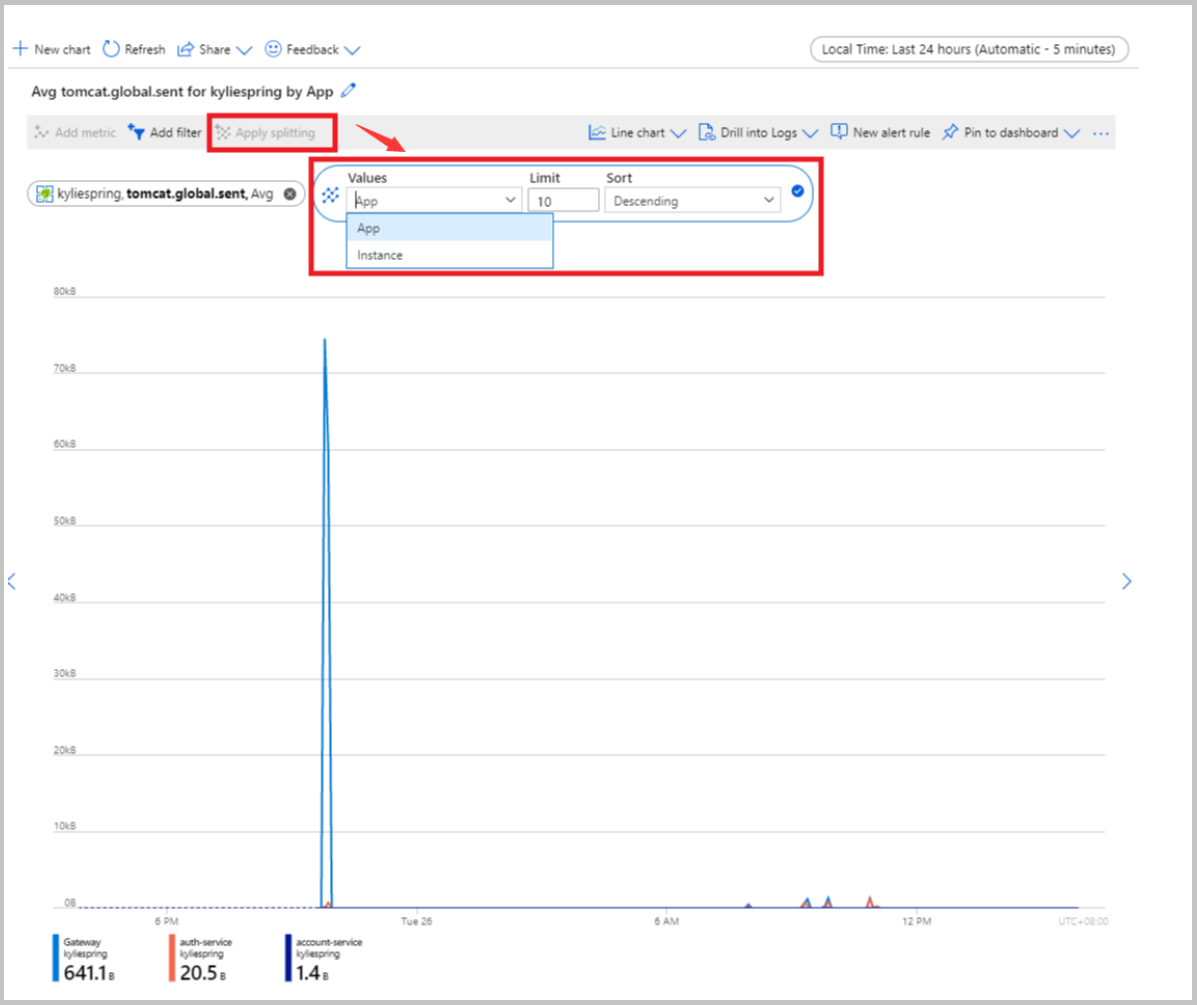 New chart Refresh Share Feedback Local Time: Last 24 hours (Automatic - 5 minutes)
Avg tomcat.global.sent for kyliespring by App
Add metric Add filter Apply splitting Line chart Drill into Logs New alert rule Pin to dashboard ...
Values Limit Sort
kyliespring, tomcat.global.sent, Avg App 10 Descending
App
Instance
80kB
70kB
60kB
50kB
40kB
30kB
20kB
10kB
0B
6 PM Tue 26 6 AM 12 PM UTC+08:00
Gateway auth-service account-service
kyliespring kyliespring kyliespring
641.1 B 20.5 B 1.4 B